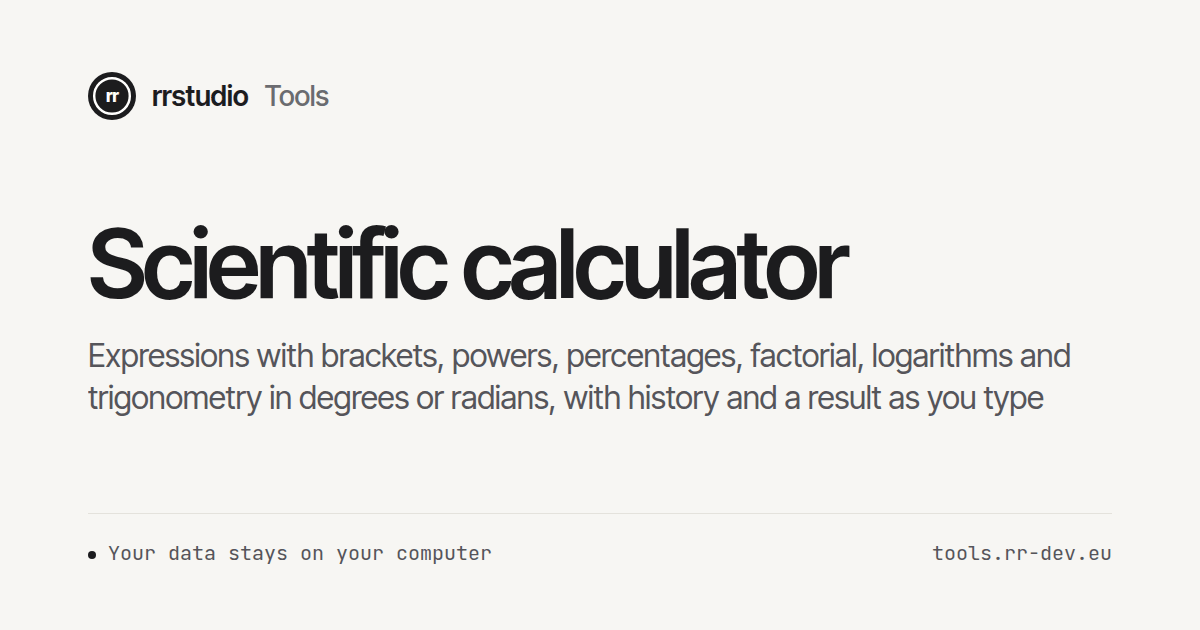 rr rrstudio Tools
Scientific calculator
Expressions with brackets, powers, percentages, factorial, logarithms and
trigonometry in degrees or radians, with history and a result as you type
Your data stays on your computer
tools.rr-dev.eu